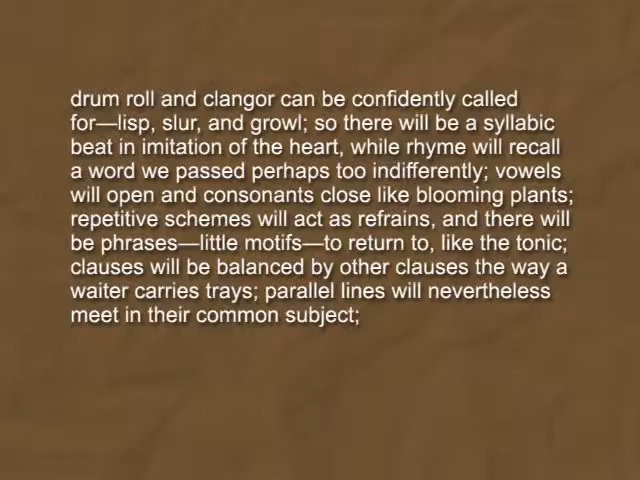 drum roll and clangor can be confidently called
for—lisp, slur, and growl; so there will be a syllabic
beat in imitation of the heart, while rhyme will recall
a word we passed perhaps too indifferently; vowels
will open and consonants close like blooming plants;
repetitive schemes will act as refrains, and there will
be phrases—little motifs—to return to, like the tonic;
clauses will be balanced by other clauses the way a
waiter carries trays; parallel lines will nevertheless
meet in their common subject;